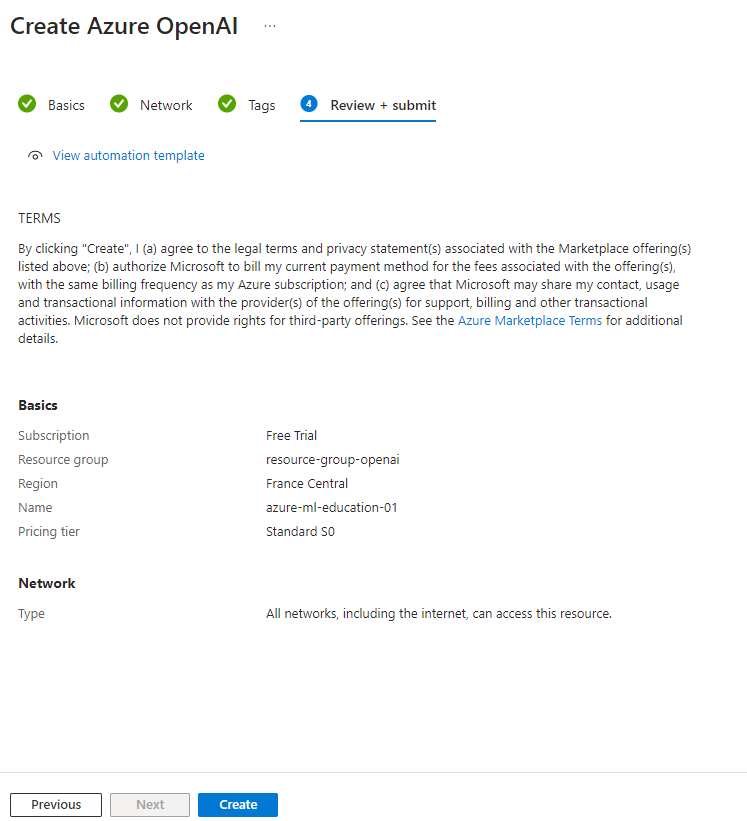 Create Azure OpenAI ...
Basics Network Tags 4 Review + submit
View automation template
TERMS
By clicking "Create", I (a) agree to the legal terms and privacy statement(s) associated with the Marketplace offering(s)
listed above; (b) authorize Microsoft to bill my current payment method for the fees associated with the offering(s),
with the same billing frequency as my Azure subscription; and (c) agree that Microsoft may share my contact, usage
and transactional information with the provider(s) of the offering(s) for support, billing and other transactional
activities. Microsoft does not provide rights for third-party offerings. See the Azure Marketplace Terms for additional
details.
Basics
Subscription Free Trial
Resource group resource-group-openai
Region France Central
Name azure-ml-education-01
Pricing tier Standard S0
Network
Type All networks, including the internet, can access this resource.
Previous Next Create